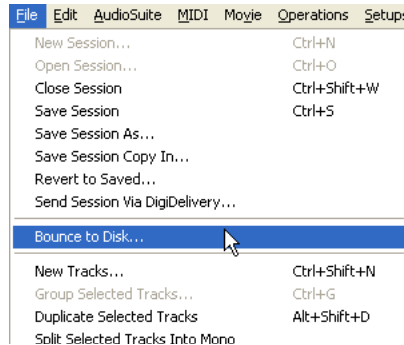 File Edit AudioSuite MIDI Movie Operations Setups
New Session... Ctrl+N
Open Session... Ctrl+O
Close Session Ctrl+Shift+W
Save Session Ctrl+S
Save Session As...
Save Session Copy In...
Revert to Saved...
Send Session Via DigiDelivery...
Bounce to Disk...
New Tracks... Ctrl+Shift+N
Group Selected Tracks... Ctrl+G
Duplicate Selected Tracks Alt+Shift+D
Split Selected Tracks Into Mono